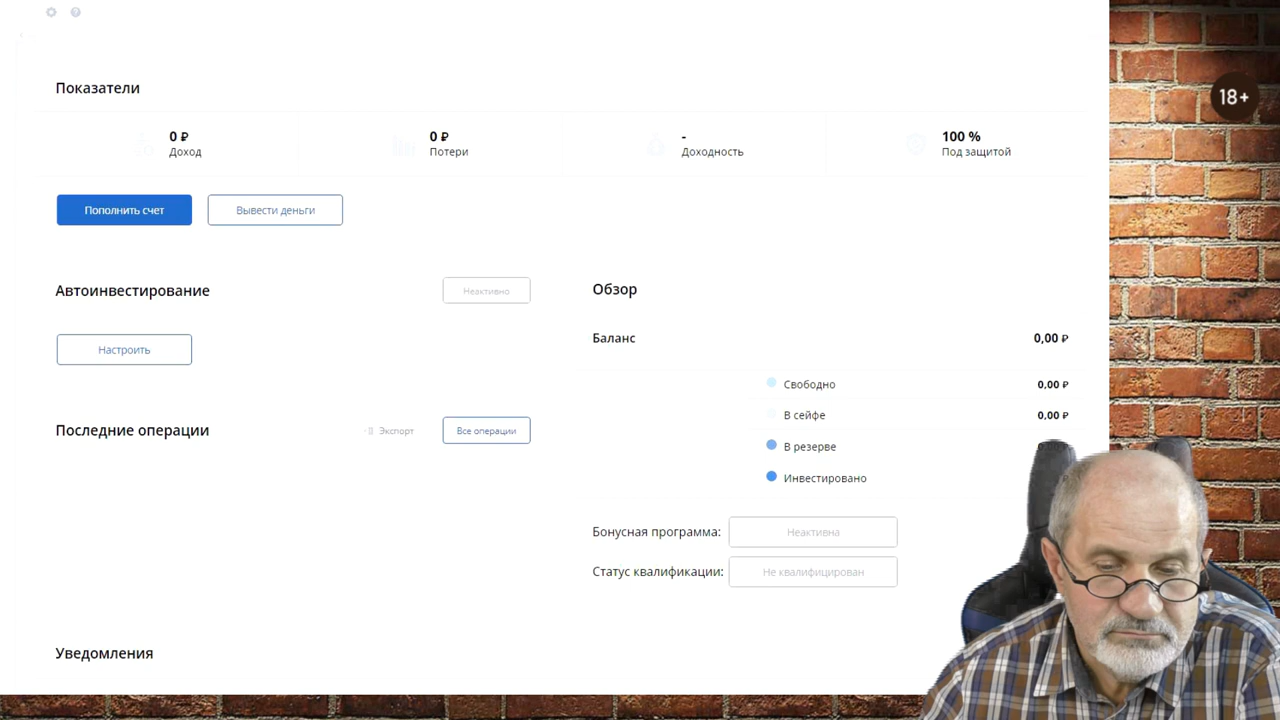 Показатели
18+
0 ₽
Доход
0 ₽
Потери
-
Доходность
100 %
Под защитой
Пополнить счет
Вывести деньги
Автоинвестирование
Неактивно
Обзор
Настроить
Баланс
0,00 ₽
Свободно
0,00 ₽
В сейфе
0,00 ₽
Последние операции
Экспорт
Все операции
В резерве
Инвестировано
Бонусная программа:
Неактивна
Статус квалификации:
Не квалифицирован
Уведомления